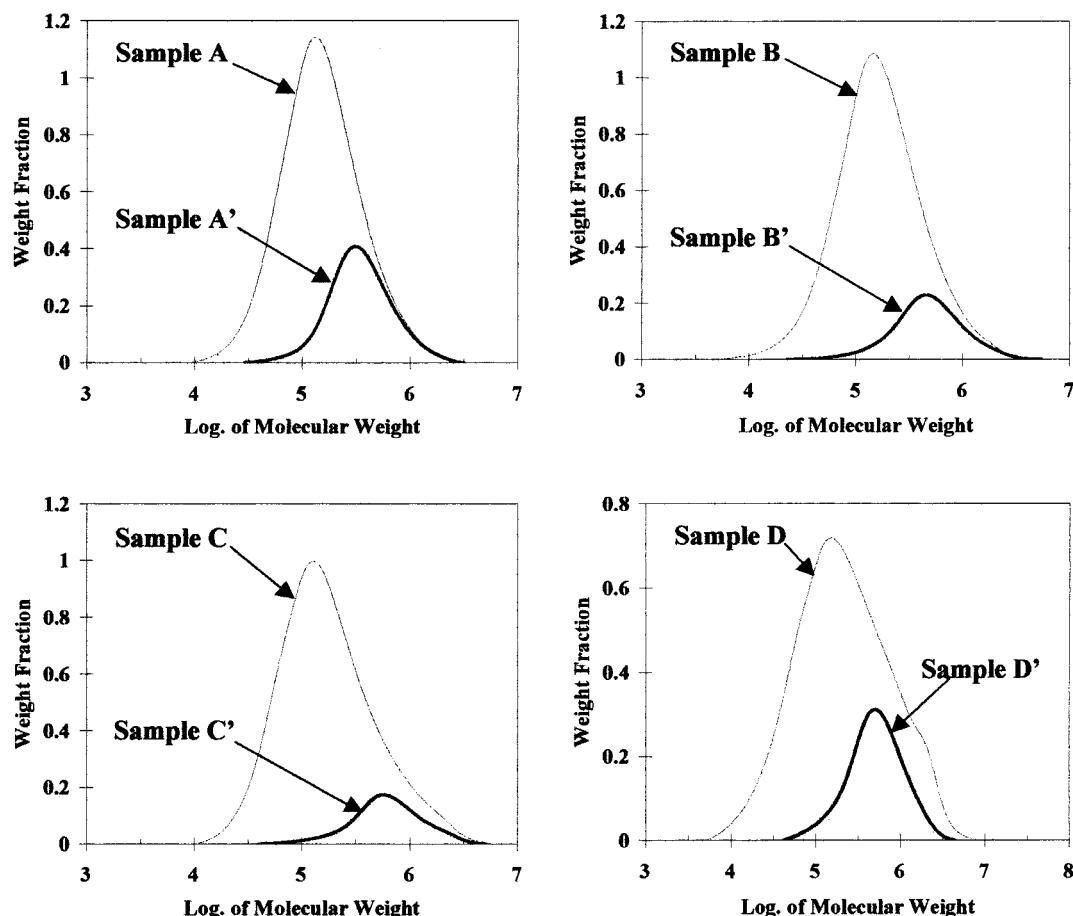 1.2
1
0.8
0.6
0.4
0.2
0
Weight Fraction
Sample A
Sample A’
3 4 5 6 7
Log. of Molecular Weight
1.2
1
0.8
0.6
0.4
0.2
0
Weight Fraction
Sample B
Sample B’
3 4 5 6 7
Log. of Molecular Weight
1.2
1
0.8
0.6
0.4
0.2
0
Weight Fraction
Sample C
Sample C’
3 4 5 6 7
Log. of Molecular Weight
0.8
0.6
0.4
0.2
0
Weight Fraction
Sample D
Sample D’
3 4 5 6 7 8
Log. of Molecular Weight